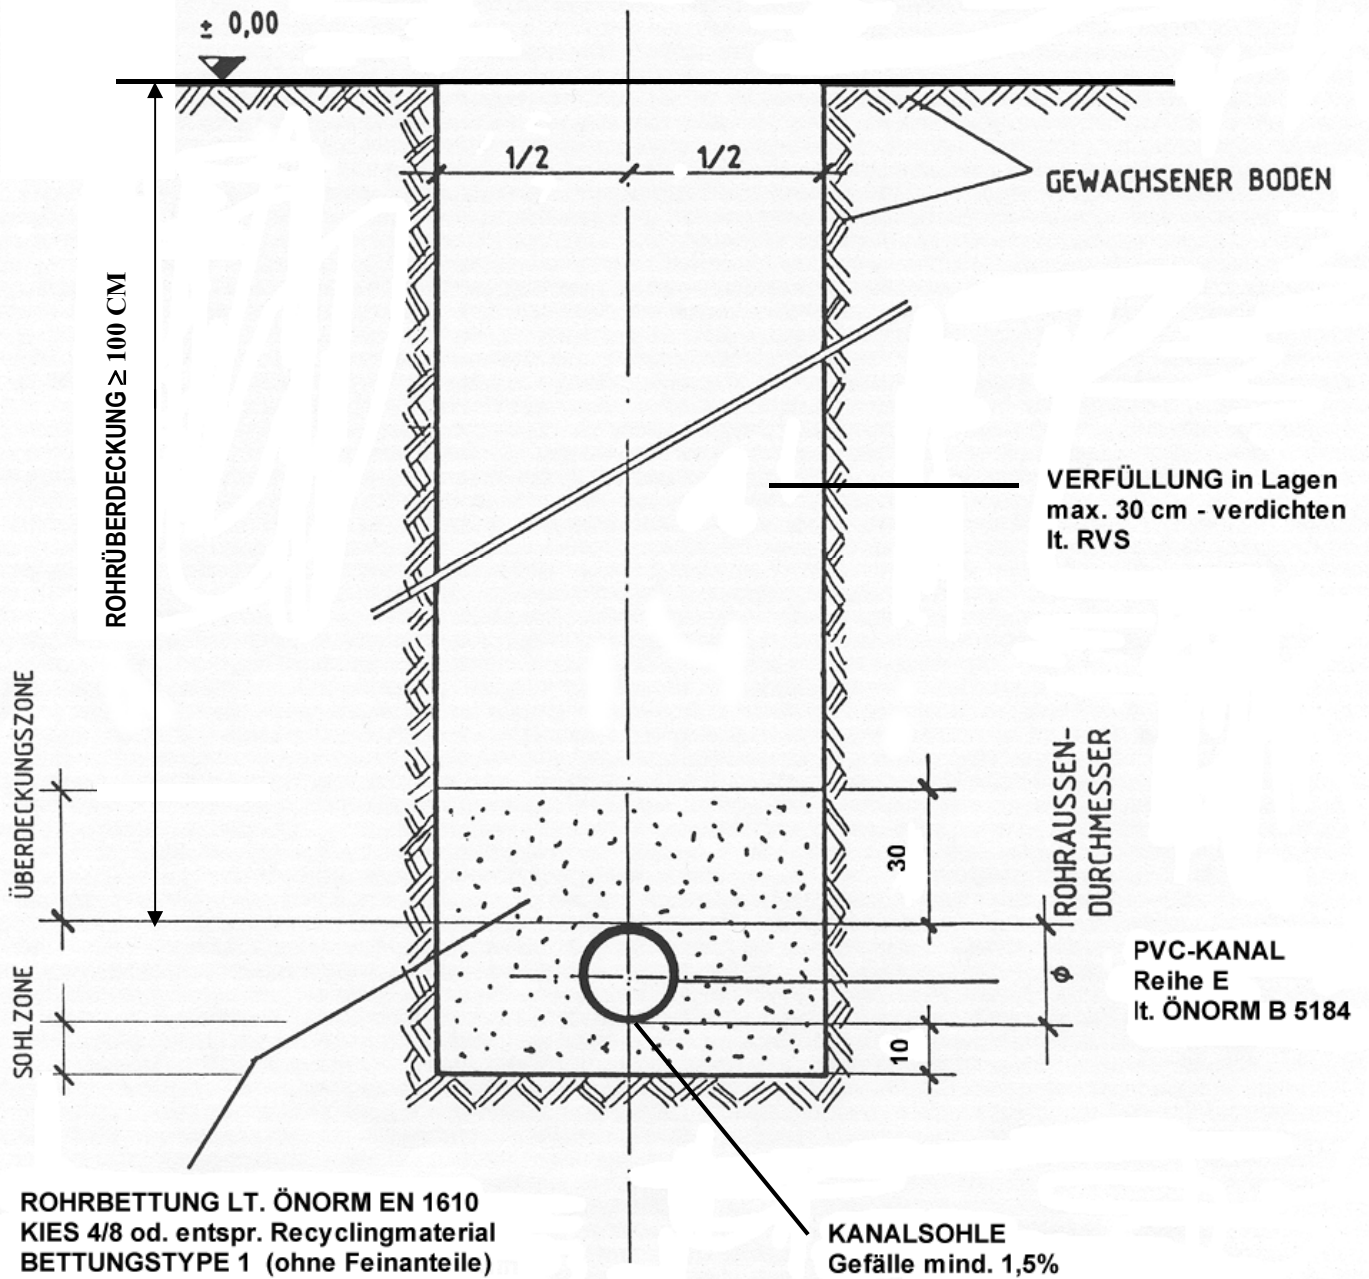 ± 0,00
1/2
1/2
GEWACHSENER BODEN
ROHRÜBERDECKUNG ≥ 100 CM
VERFÜLLUNG in Lagen
max. 30 cm - verdichten
lt. RVS
ÜBERDECKUNGSZONE
30
ROHRAUSSEN-
DURCHMESSER
PVC-KANAL
Reihe E
lt. ÖNORM B 5184
ø
SOHLZONE
10
ROHRBETTUNG LT. ÖNORM EN 1610
KIES 4/8 od. entspr. Recyclingmaterial
BETTUNGSTYPE 1 (ohne Feinanteile)
KANALSOHLE
Gefälle mind. 1,5%